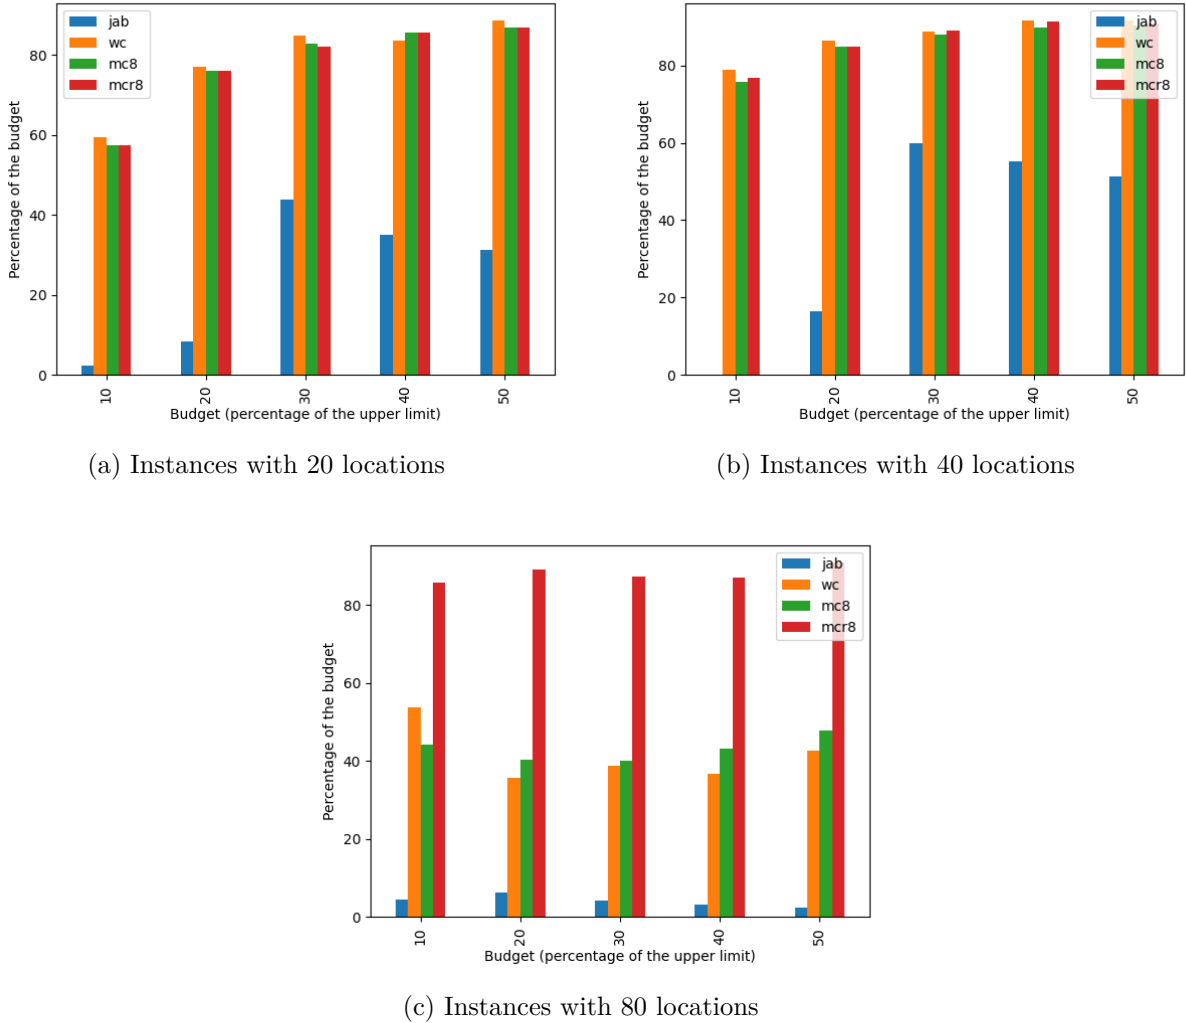 jab
wc
mc8
mcr8
Percentage of the budget
80
60
40
20
0
10
20
30
40
50
Budget (percentage of the upper limit)
(a) Instances with 20 locations
jab
wc
mc8
mcr8
Percentage of the budget
80
60
40
20
0
10
20
30
40
50
Budget (percentage of the upper limit)
(b) Instances with 40 locations
jab
wc
mc8
mcr8
Percentage of the budget
80
60
40
20
0
10
20
30
40
50
Budget (percentage of the upper limit)
(c) Instances with 80 locations